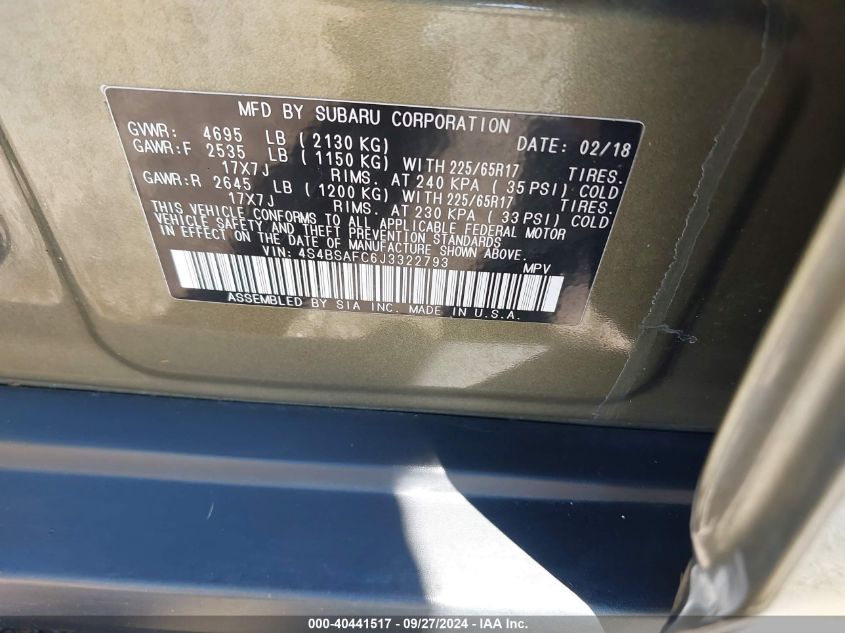 MFD BY SUBARU CORPORATION
GVWR: 4695 LB ( 2130 KG) DATE: 02/18
GAWR:F 2535 LB ( 1150 KG) WITH 225/65R17 TIRES.
17X7J RIMS. AT 240 KPA ( 35 PSI) COLD
GAWR:R 2645 LB ( 1200 KG) WITH 225/65R17 TIRES.
17X7J RIMS. AT 230 KPA ( 33 PSI) COLD
THIS VEHICLE CONFORMS TO ALL APPLICABLE FEDERAL MOTOR
VEHICLE SAFETY AND THEFT PREVENTION STANDARDS
IN EFFECT ON THE DATE OF MANUFACTURE SHOWN ABOVE.
VIN: 4S4BSAFC6J3322793 MPV
ASSEMBLED BY SIA INC. MADE IN U.S.A.
000-40441517 - 09/27/2024 - IAA Inc.